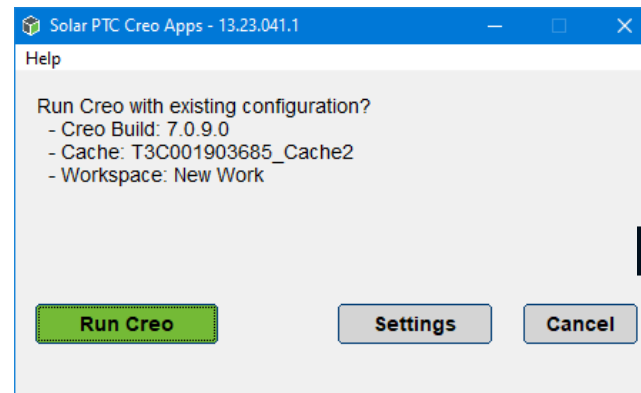 Solar PTC Creo Apps - 13.23.041.1
Help
Run Creo with existing configuration?
- Creo Build: 7.0.9.0
- Cache: T3C001903685_Cache2
- Workspace: New Work
Run Creo
Settings
Cancel